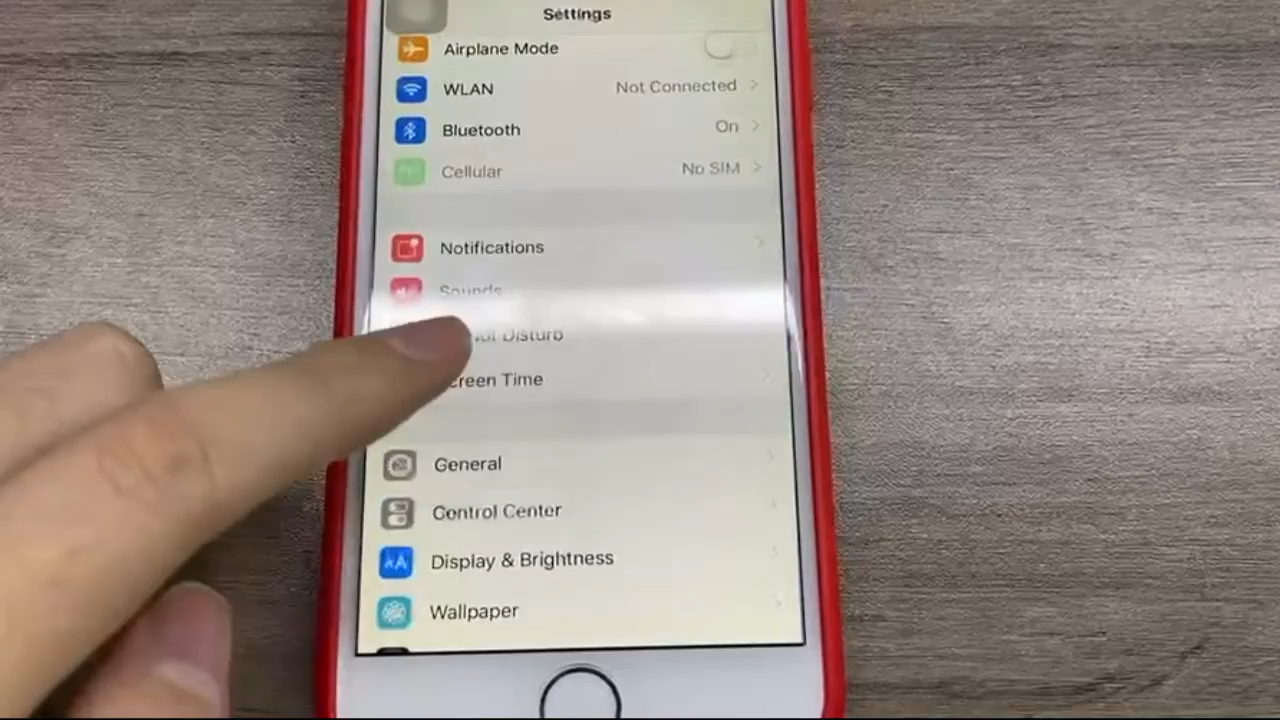 Settings
Airplane Mode
WLAN Not Connected
Bluetooth On
Cellular No SIM
Notifications
Sounds
Disturb
Screen Time
General
Control Center
AA Display & Brightness
Wallpaper